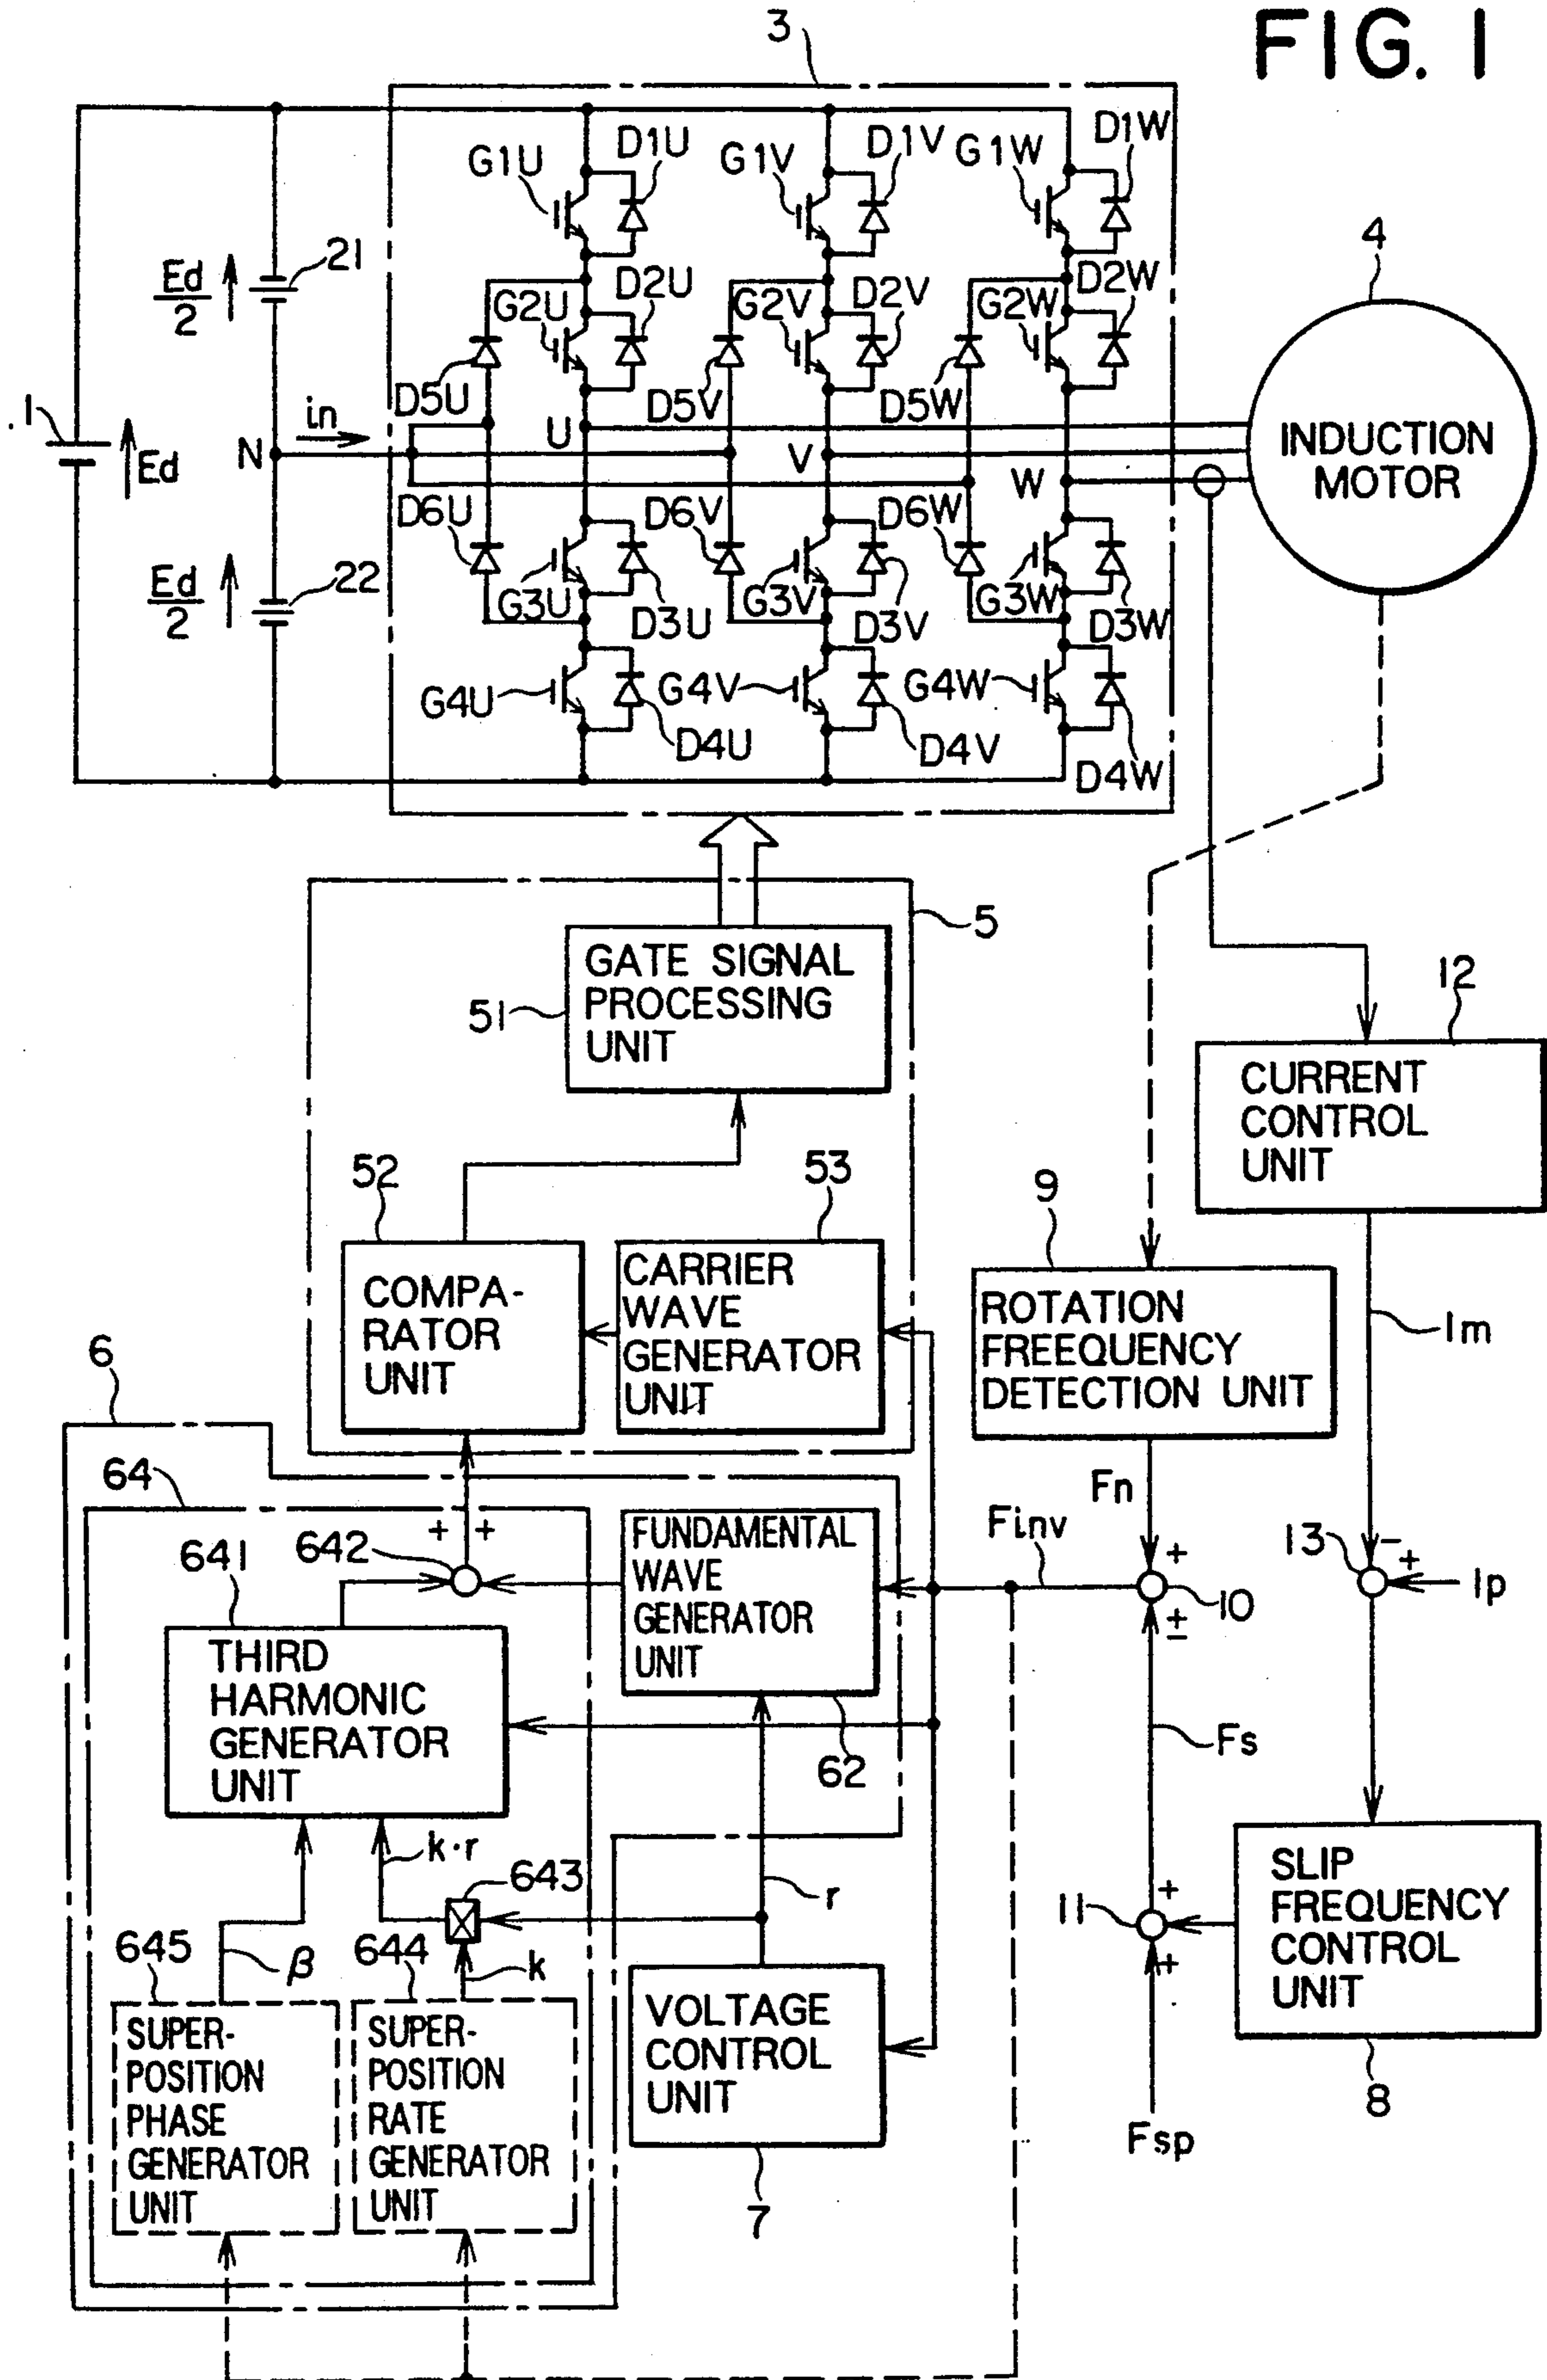 FIG. 1
3
G1U
D1U
G1V
D1V
G1W
D1W
Ed
2
21
G2U
D2U
G2V
D2V
G2W
D2W
4
D5U
D5V
D5W
.1
Ed
N
in
U
V
W
INDUCTION
MOTOR
D6U
D6V
D6W
Ed
2
22
G3U
D3U
G3V
D3V
G3W
D3W
G4U
D4U
G4V
D4V
G4W
D4W
5
GATE SIGNAL
PROCESSING
UNIT
51
12
CURRENT
CONTROL
UNIT
52
COMPA-
RATOR
UNIT
53
CARRIER
WAVE
GENERATOR
UNIT
9
ROTATION
FREEQUENCY
DETECTION UNIT
Im
6
64
641
642
+ +
FUNDAMENTAL
WAVE
GENERATOR
UNIT
62
Finv
Fn
+
±
10
13
-
+
Ip
THIRD
HARMONIC
GENERATOR
UNIT
k·r
643
r
Fs
11
+
+
SLIP
FREQUENCY
CONTROL
UNIT
8
645
β
644
k
SUPER-
POSITION
PHASE
GENERATOR
UNIT
SUPER-
POSITION
RATE
GENERATOR
UNIT
VOLTAGE
CONTROL
UNIT
7
Fsp